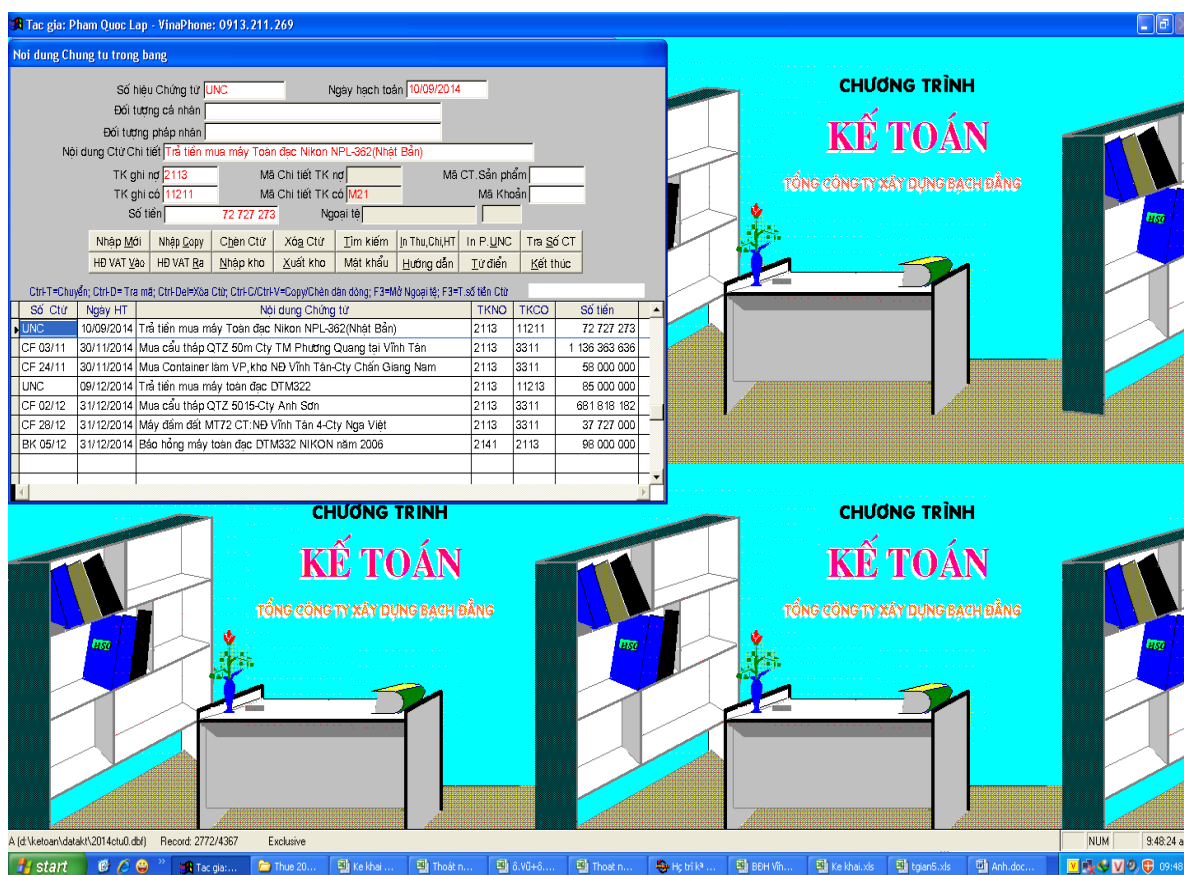 Tac gia: Pham Quoc Lap - VinaPhone: 0913.211.269
Noi dung Chung tu trong bang
Số hiệu Chứng từ UNC Ngày hạch toán 10/09/2014
Đối tượng cá nhân
Đối tượng pháp nhân
Nội dung Ctừ Chi tiết Trả tiền mua máy Toàn đạc Nikon NPL-362(Nhật Bản)
TK ghi nợ 2113 Mã Chi tiết TK nợ Mã CT.Sản phẩm
TK ghi có 11211 Mã Chi tiết TK có M21 Mã Khoản
Số tiền 72 727 273 Ngoại tệ
Nhập Mới Nhập Copy Chèn Ctừ Xóa Ctừ Tìm kiếm In Thu,Chi,HT In P.UNC Tra Số CT
HĐ VAT Vào HĐ VAT Ra Nhập kho Xuất kho Mật khẩu Hướng dẫn Từ điển Kết thúc
Ctrl-T=Chuyển; Ctrl-D= Tra mã; Ctrl-Del=Xóa Ctừ; Ctrl-C/Ctrl-V=Copy/Chèn dán dòng; F3=Mở Ngoại tệ; F3=T.số tiền Ctừ
Số Ctừ Ngày HT Nội dung Chứng từ TKNO TKCO Số tiền
UNC 10/09/2014 Trả tiền mua máy Toàn đạc Nikon NPL-362(Nhật Bản) 2113 11211 72 727 273
CF 03/11 30/11/2014 Mua cẩu tháp QTZ 50m Cty TM Phương Quang tại Vĩnh Tân 2113 3311 1 136 363 636
CF 24/11 30/11/2014 Mua Container làm VP,kho NĐ Vĩnh Tân-Cty Chấn Giang Nam 2113 3311 58 000 000
UNC 09/12/2014 Trả tiền mua máy toàn đạc DTM322 2113 11213 85 000 000
CF 02/12 31/12/2014 Mua cẩu tháp QTZ 5015-Cty Anh Sơn 2113 3311 681 818 182
CF 28/12 31/12/2014 Máy đầm đất MT72 CT:NĐ Vĩnh Tân 4-Cty Nga Việt 2113 3311 37 727 000
BK 05/12 31/12/2014 Báo hỏng máy toàn đạc DTM332 NIKON năm 2006 2141 2113 98 000 000
CHƯƠNG TRÌNH
KẾ TOÁN
TỔNG CÔNG TY XÂY DỰNG BẠCH ĐẰNG
CHƯƠNG TRÌNH
KẾ TOÁN
TỔNG CÔNG TY XÂY DỰNG BẠCH ĐẰNG
CHƯƠNG TRÌNH
KẾ TOÁN
TỔNG CÔNG TY XÂY DỰNG BẠCH ĐẰNG
A (d:\ketoan\datakt\2014ctu0.dbf) Record: 2772/4367 Exclusive NUM 9:48:24 a
start Tac gia:... Thue 20... Ke khai ... Thoát n... ô.Vũ+ô.... Thoat n... BĐH Vĩn... Ke khai.xls tgian5.xls Anh.doc... 09:48